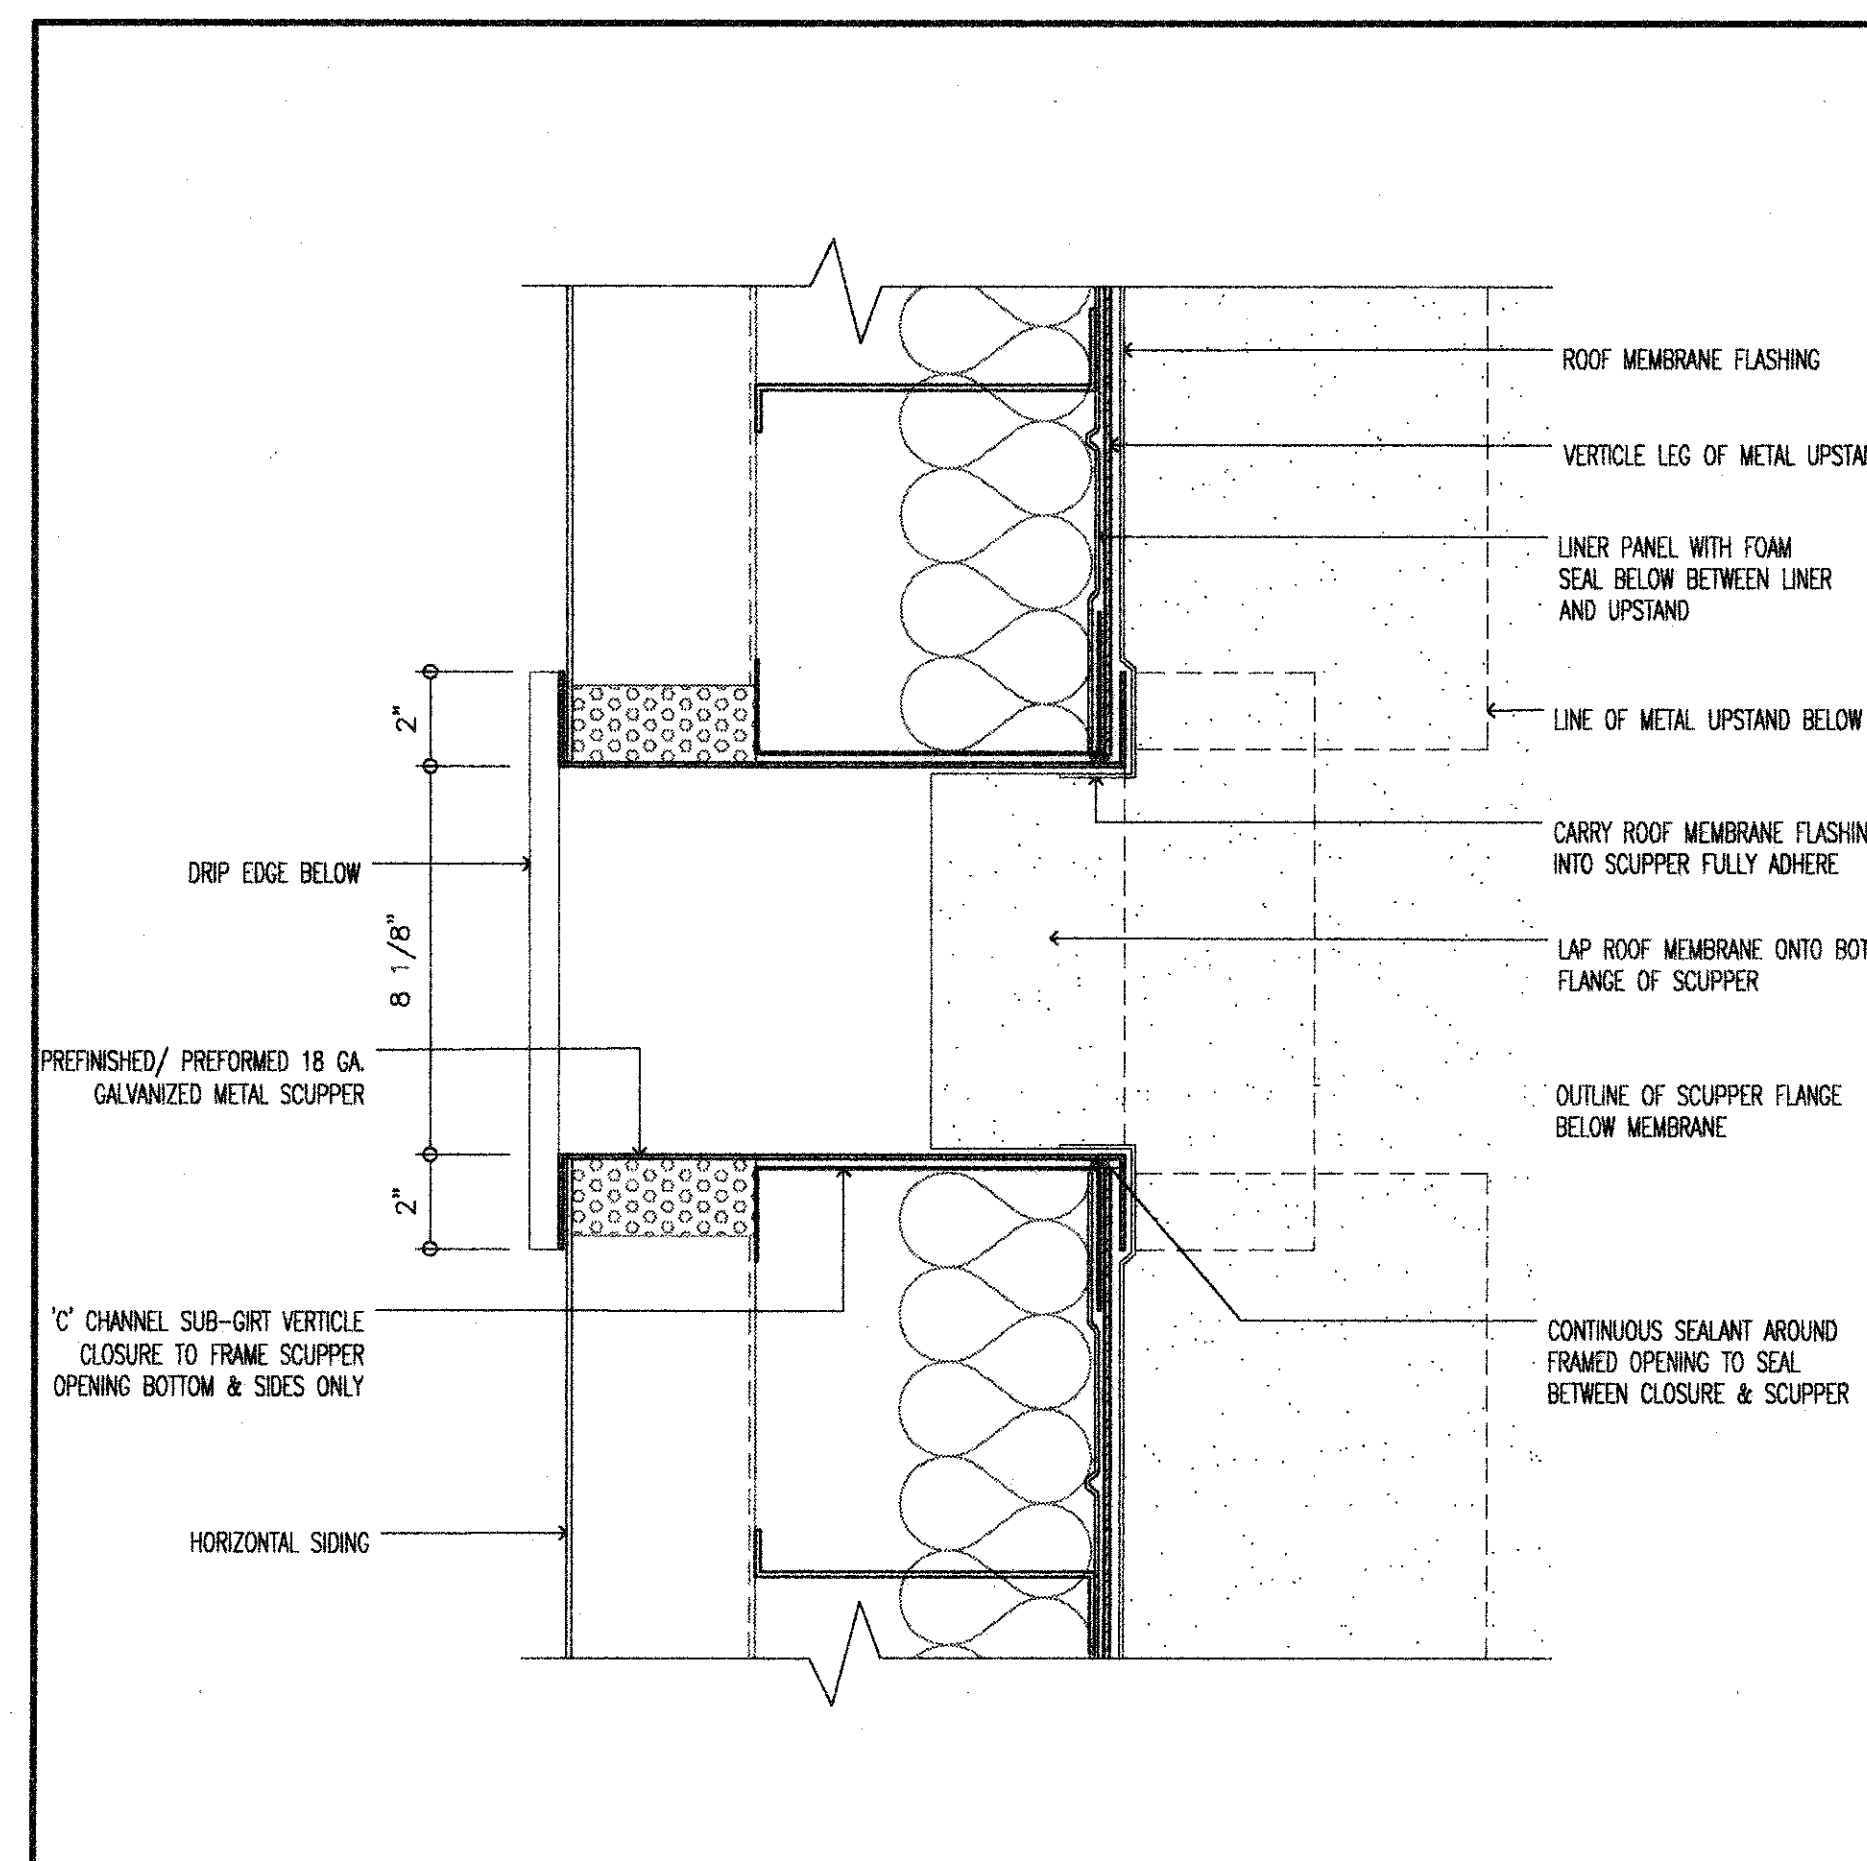 ROOF MEMBRANE FLASHING
VERTICLE LEG OF METAL
LINER PANEL WITH FOAM
SEAL BELOW BETWEEN LINER
AND UPSTAND
LINE OF METAL UPSTAND BELOW
CARRY ROOF MEMBRANE FLASHIN
INTO SCUPPER FULLY ADHERE
LAP ROOF MEMBRANE ONTO BOT
FLANGE OF SCUPPER
OUTLINE OF SCUPPER FLANGE
BELOW MEMBRANE
CONTINUOUS SEALANT AROUND
FRAMED OPENING TO SEAL
BETWEEN CLOSURE & SCUPPER
2"
DRIP EDGE BELOW
8 1/8"
PREFINISHED/ PREFORMED 18 GA.
GALVANIZED METAL SCUPPER
2"
'C' CHANNEL SUB-GIRT VERTICLE
CLOSURE TO FRAME SCUPPER
OPENING BOTTOM & SIDES ONLY
HORIZONTAL SIDING